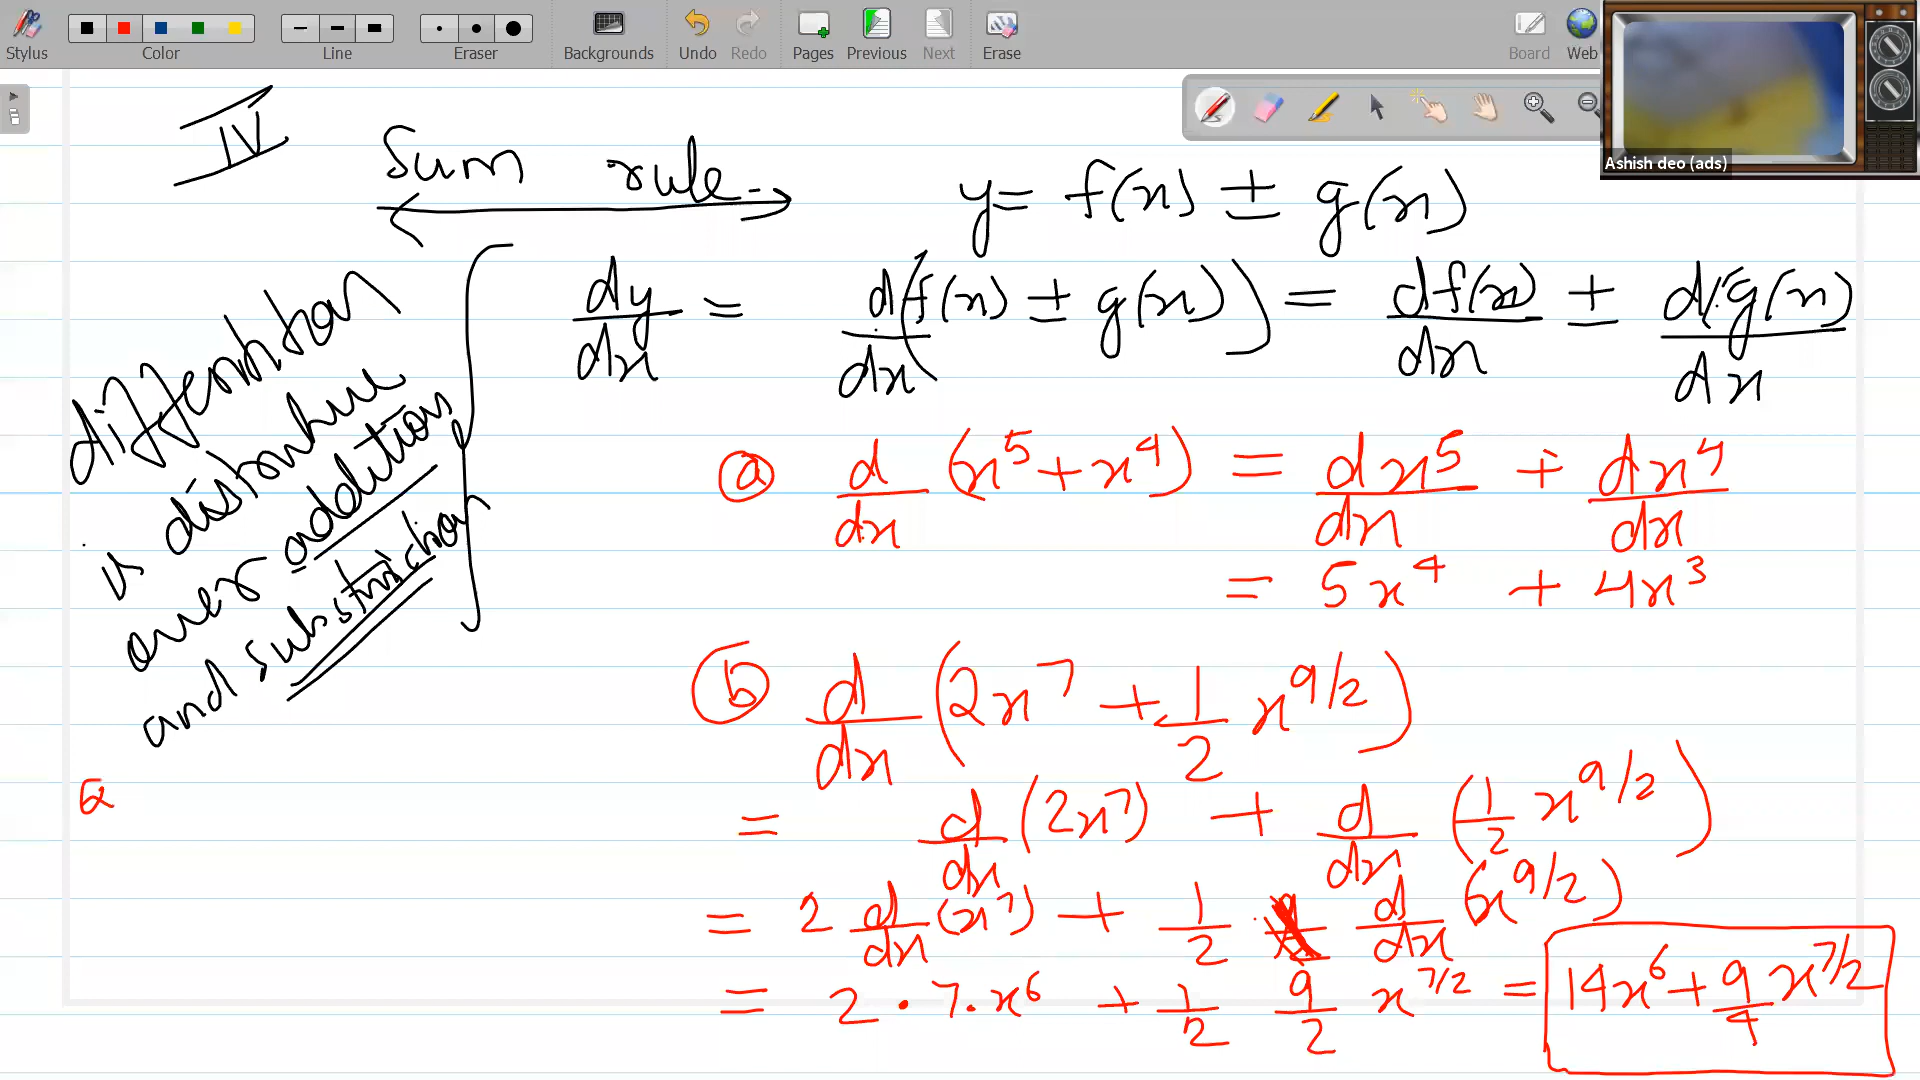 Stylus Color Line Eraser Backgrounds Undo Redo Pages Previous Next Erase Board Web
Ashish deo (ads)
IV
Sum rule
y = f(x) ± g(x)
dy/dx = d/dx (f(x) ± g(x)) = df(x)/dx ± d(g(x))/dx
is
over addition
and substriction
(a) d/dx (x^5 + x^4) = dx^5/dx + dx^4/dx
= 5x^4 + 4x^3
(b) d/dx (2x^7 + 1/2 x^9/2)
= d/dx (2x^7) + d/dx (1/2 x^9/2)
= 2 d/dx (x^7) + 1/2 d/dx (x^9/2)
= 2 · 7 · x^6 + 1/2 9/2 x^7/2 = 14x^6 + 9/4 x^7/2
Q